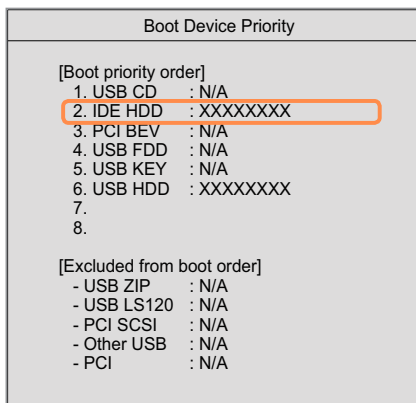 Boot Device Priority
[Boot priority order]
1. USB CD : N/A
2. IDE HDD : XXXXXXXX
3. PCI BEV : N/A
4. USB FDD : N/A
5. USB KEY : N/A
6. USB HDD : XXXXXXXX
7.
8.
[Excluded from boot order]
- USB ZIP : N/A
- USB LS120 : N/A
- PCI SCSI : N/A
- Other USB : N/A
- PCI : N/A